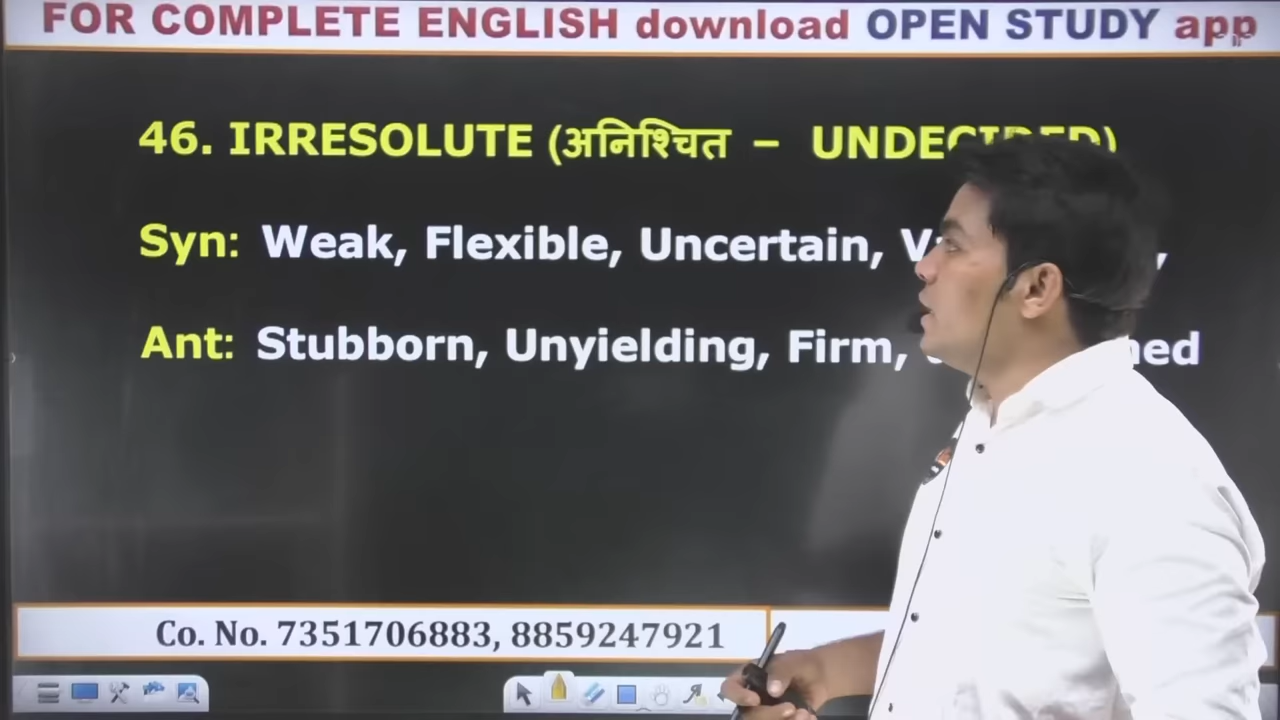 FOR COMPLETE ENGLISH download OPEN STUDY app
46. IRRESOLUTE (अनिश्चित – UNDECIDED)
Syn: Weak, Flexible, Uncertain,
Ant: Stubborn, Unyielding, Firm,
Co. No. 7351706883, 8859247921